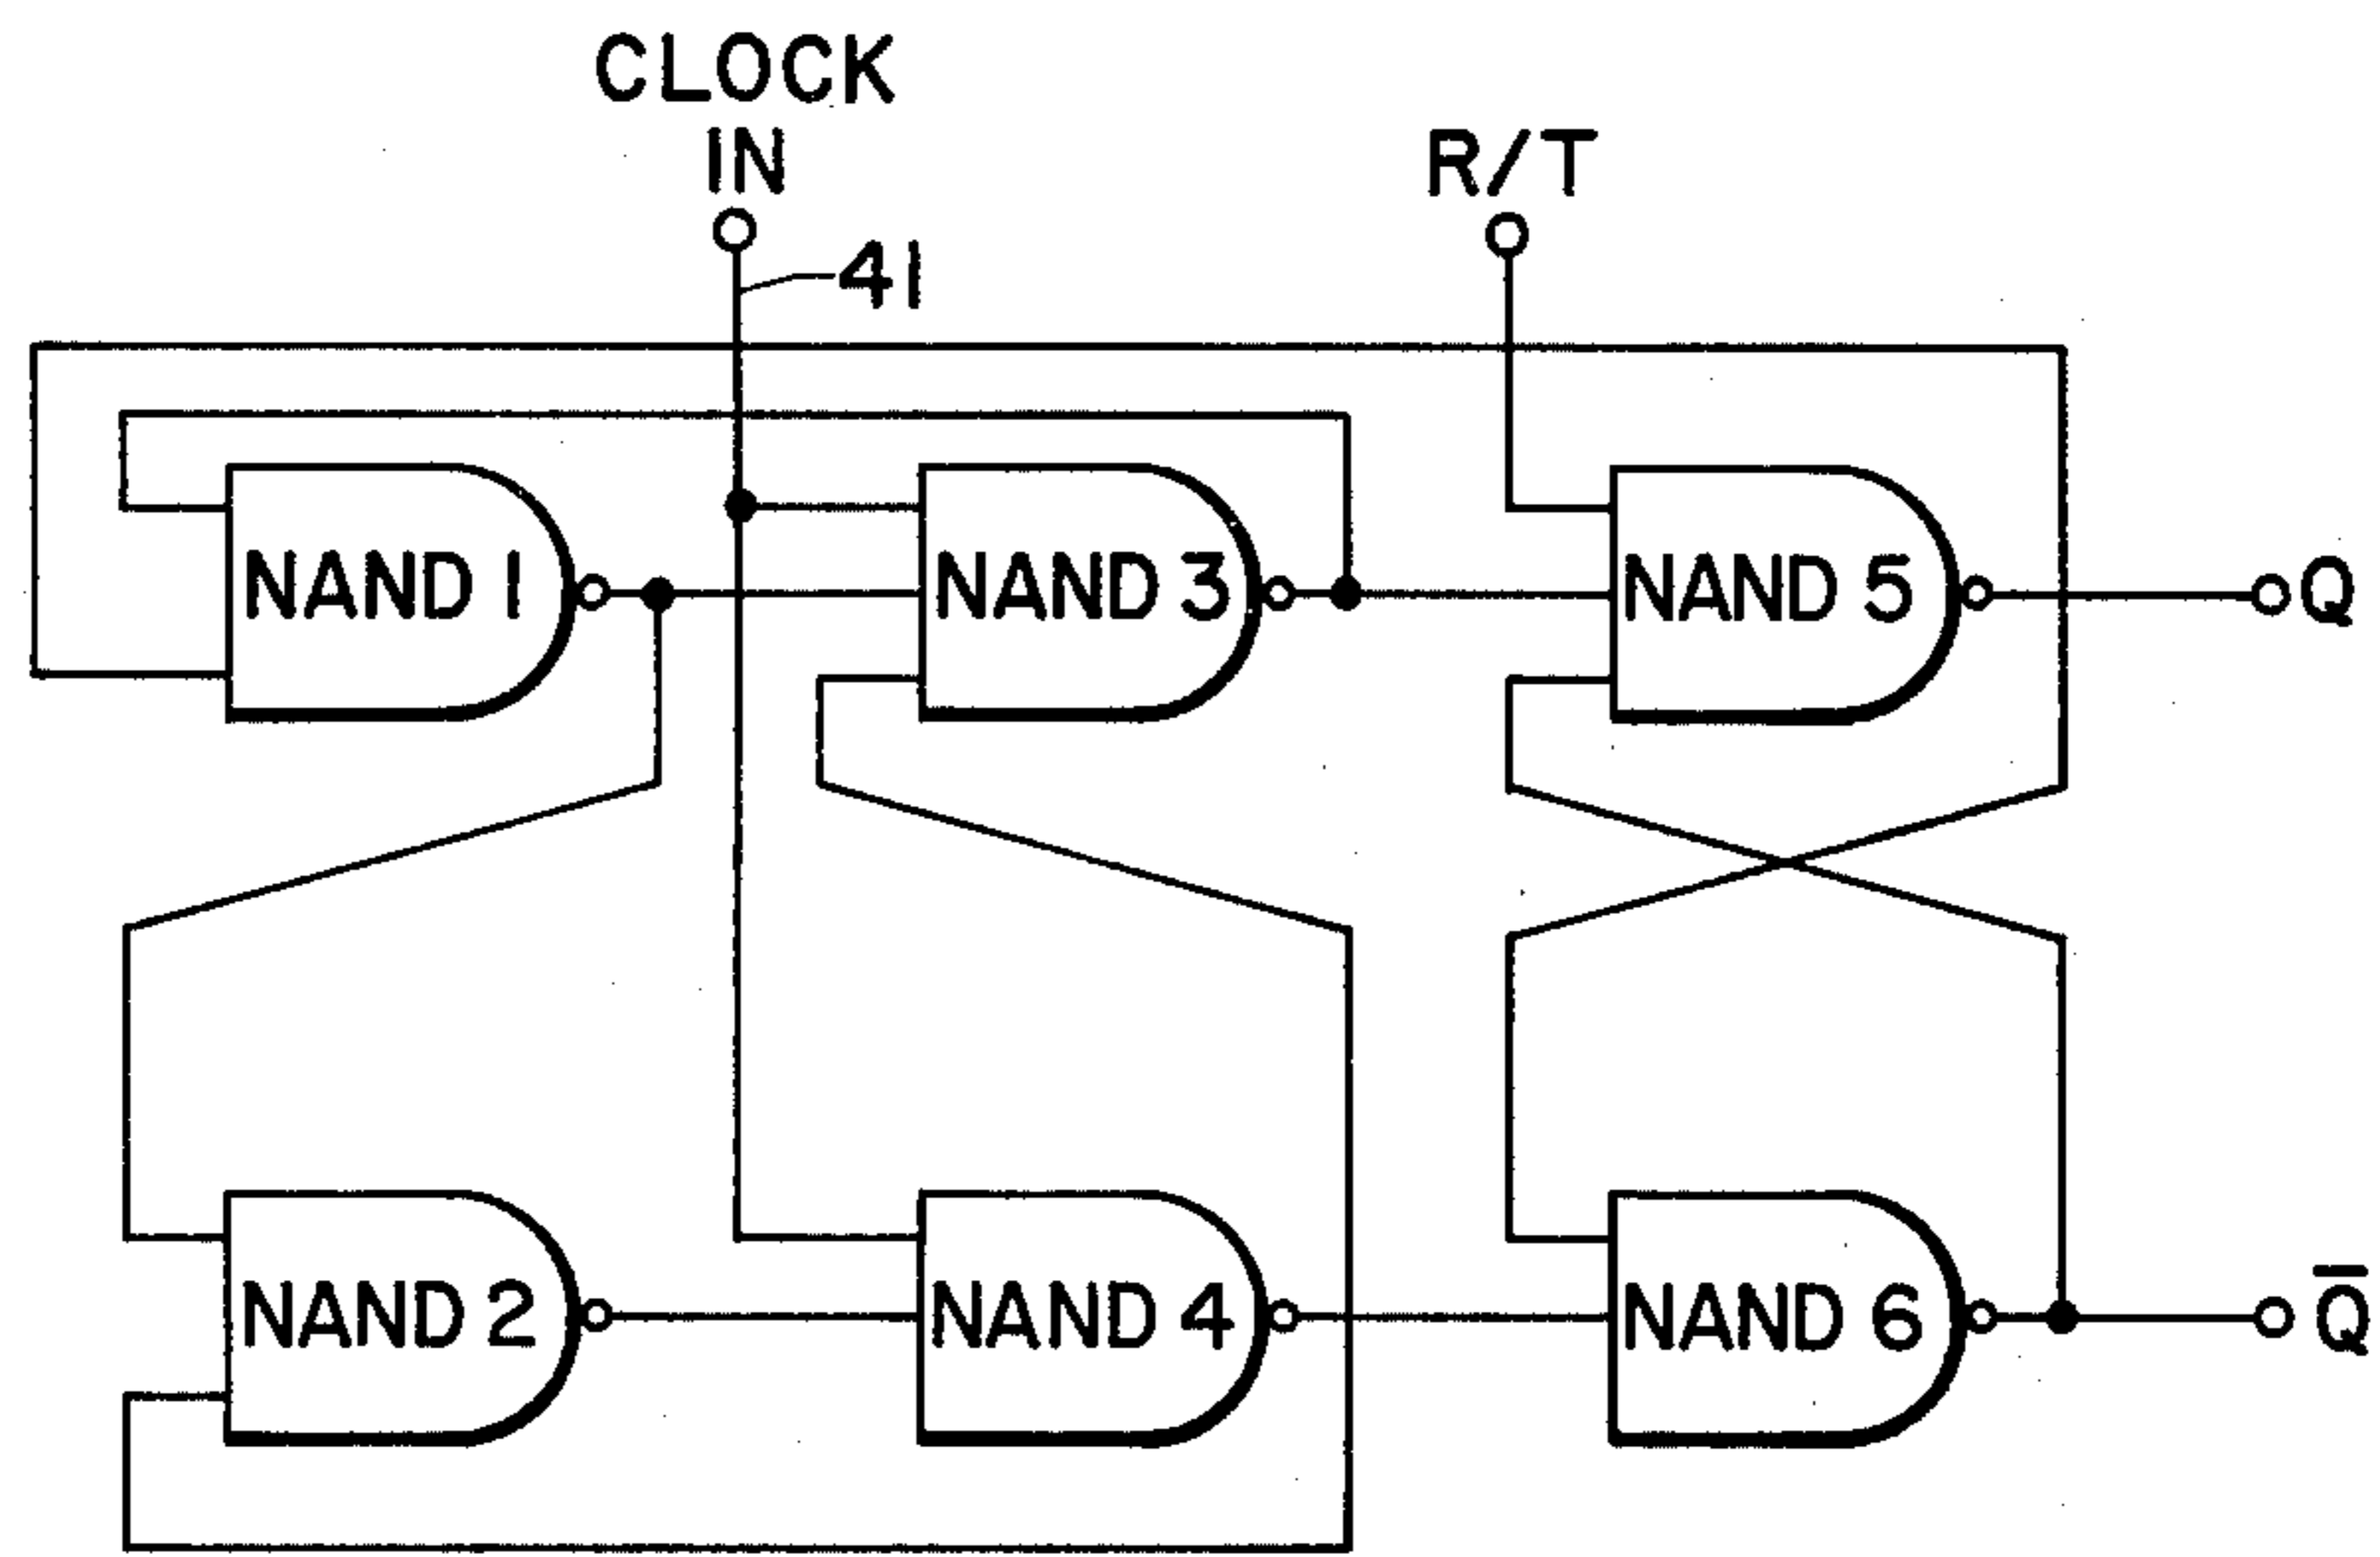 CLOCK
IN
R/T
41
NAND 1
NAND 3
NAND 5
Q
NAND 2
NAND 4
NAND 6
Q̅